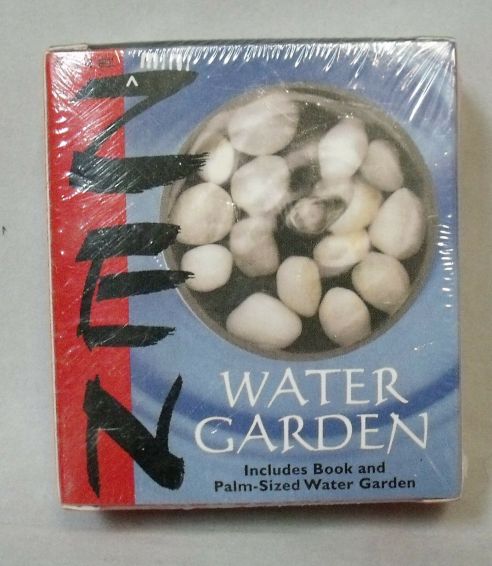 mini
^
ZEN
WATER
GARDEN
Includes Book and
Palm-Sized Water Garden